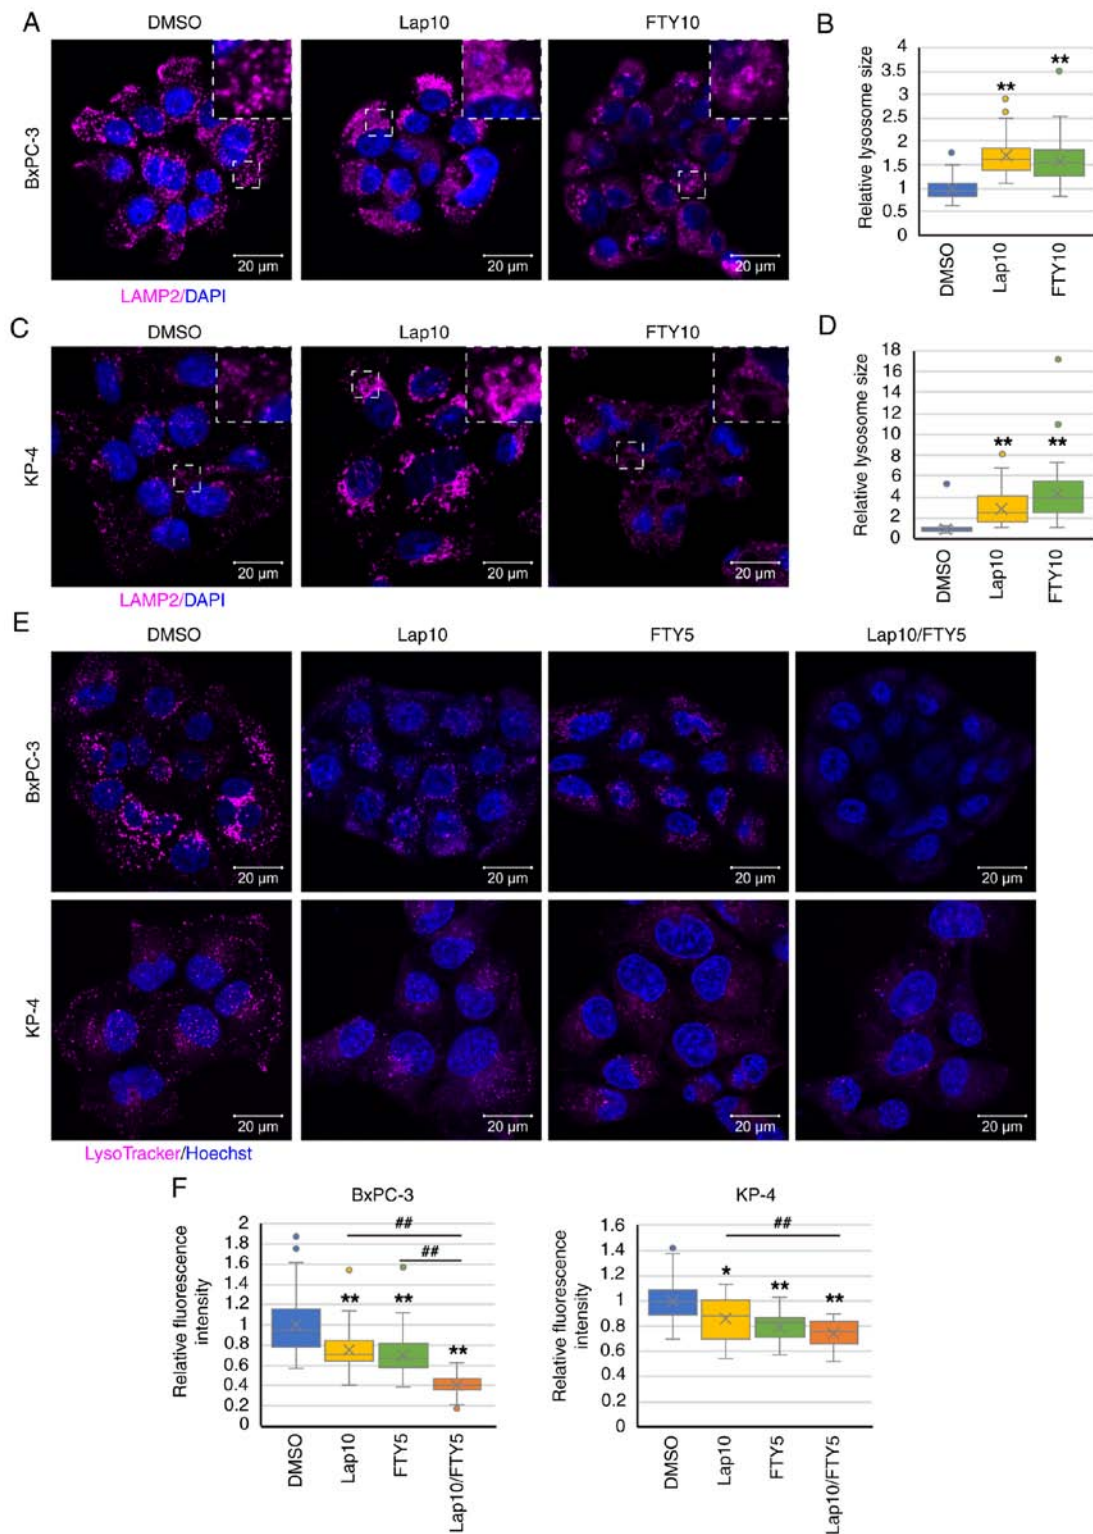 A
DMSO
Lap10
FTY10
BxPC-3
20 µm
20 µm
20 µm
LAMP2/DAPI
B
Relative lysosome size
4
3.5
3
2.5
2
1.5
1
0.5
0
**
**
DMSO
Lap10
FTY10
C
DMSO
Lap10
FTY10
KP-4
20 µm
20 µm
20 µm
LAMP2/DAPI
D
Relative lysosome size
18
16
14
12
10
8
6
4
2
0
**
**
DMSO
Lap10
FTY10
E
DMSO
Lap10
FTY5
Lap10/FTY5
BxPC-3
20 µm
20 µm
20 µm
20 µm
KP-4
20 µm
20 µm
20 µm
20 µm
LysoTracker/Hoechst
F
BxPC-3
Relative fluorescence
intensity
2
1.8
1.6
1.4
1.2
1
0.8
0.6
0.4
0.2
0
##
##
**
**
**
DMSO
Lap10
FTY5
Lap10/FTY5
KP-4
Relative fluorescence
intensity
1.6
1.4
1.2
1
0.8
0.6
0.4
0.2
0
##
*
**
**
DMSO
Lap10
FTY5
Lap10/FTY5